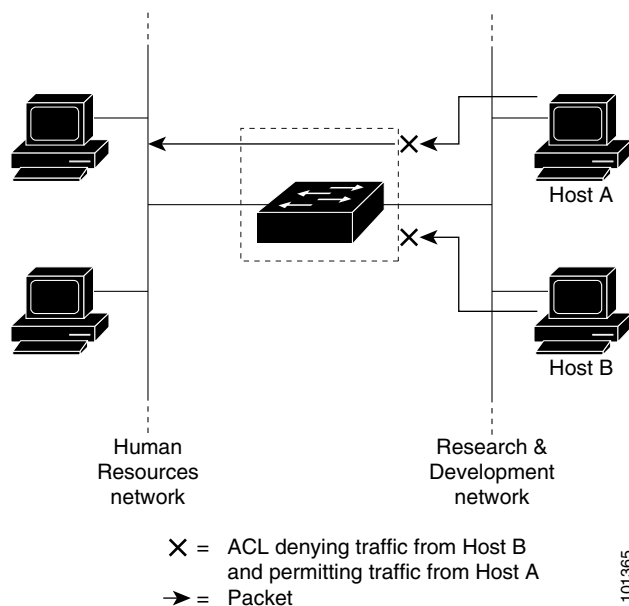 Host A
Host B
Human
Resources
network
Research &
Development
network
X = ACL denying traffic from Host B
and permitting traffic from Host A
→ = Packet
101365